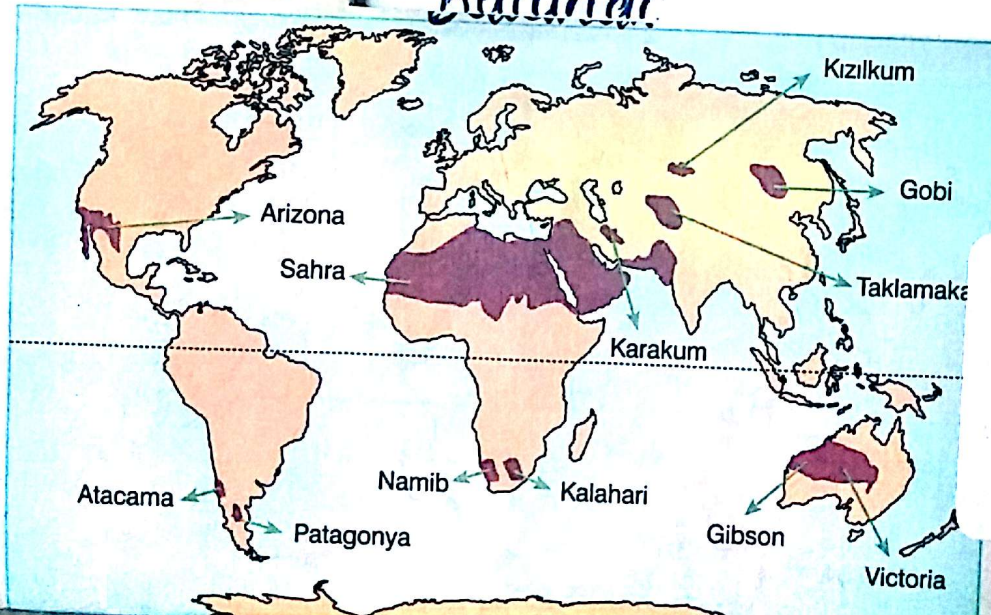 Kızılkum
Gobi
Arizona
Sahra
Taklamaka
Karakum
Namib
Kalahari
Atacama
Patagonya
Gibson
Victoria